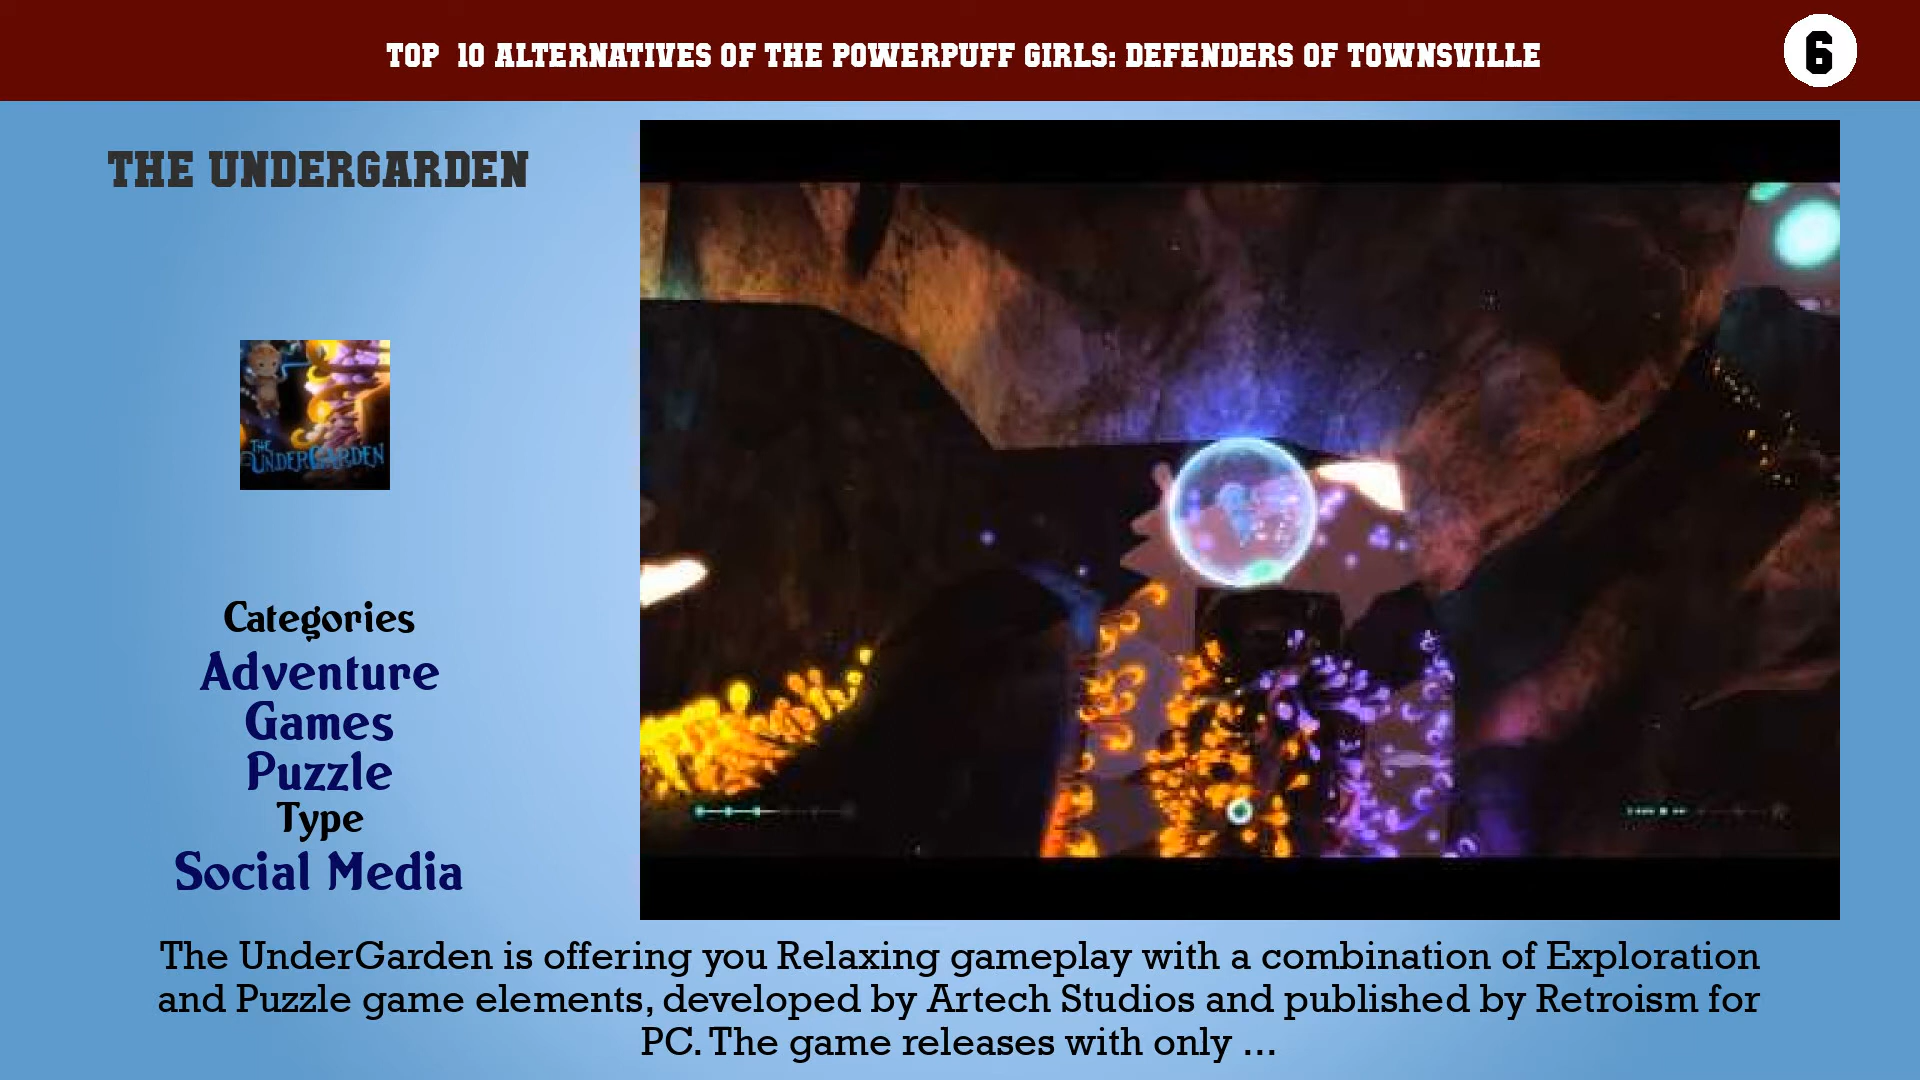 TOP 10 ALTERNATIVES OF THE POWERPUFF GIRLS: DEFENDERS OF TOWNSVILLE
6
THE UNDERGARDEN
THE
UNDERGARDEN
Categories
Adventure
Games
Puzzle
Type
Social Media
The UnderGarden is offering you Relaxing gameplay with a combination of Exploration
and Puzzle game elements, developed by Artech Studios and published by Retroism for
PC. The game releases with only ...